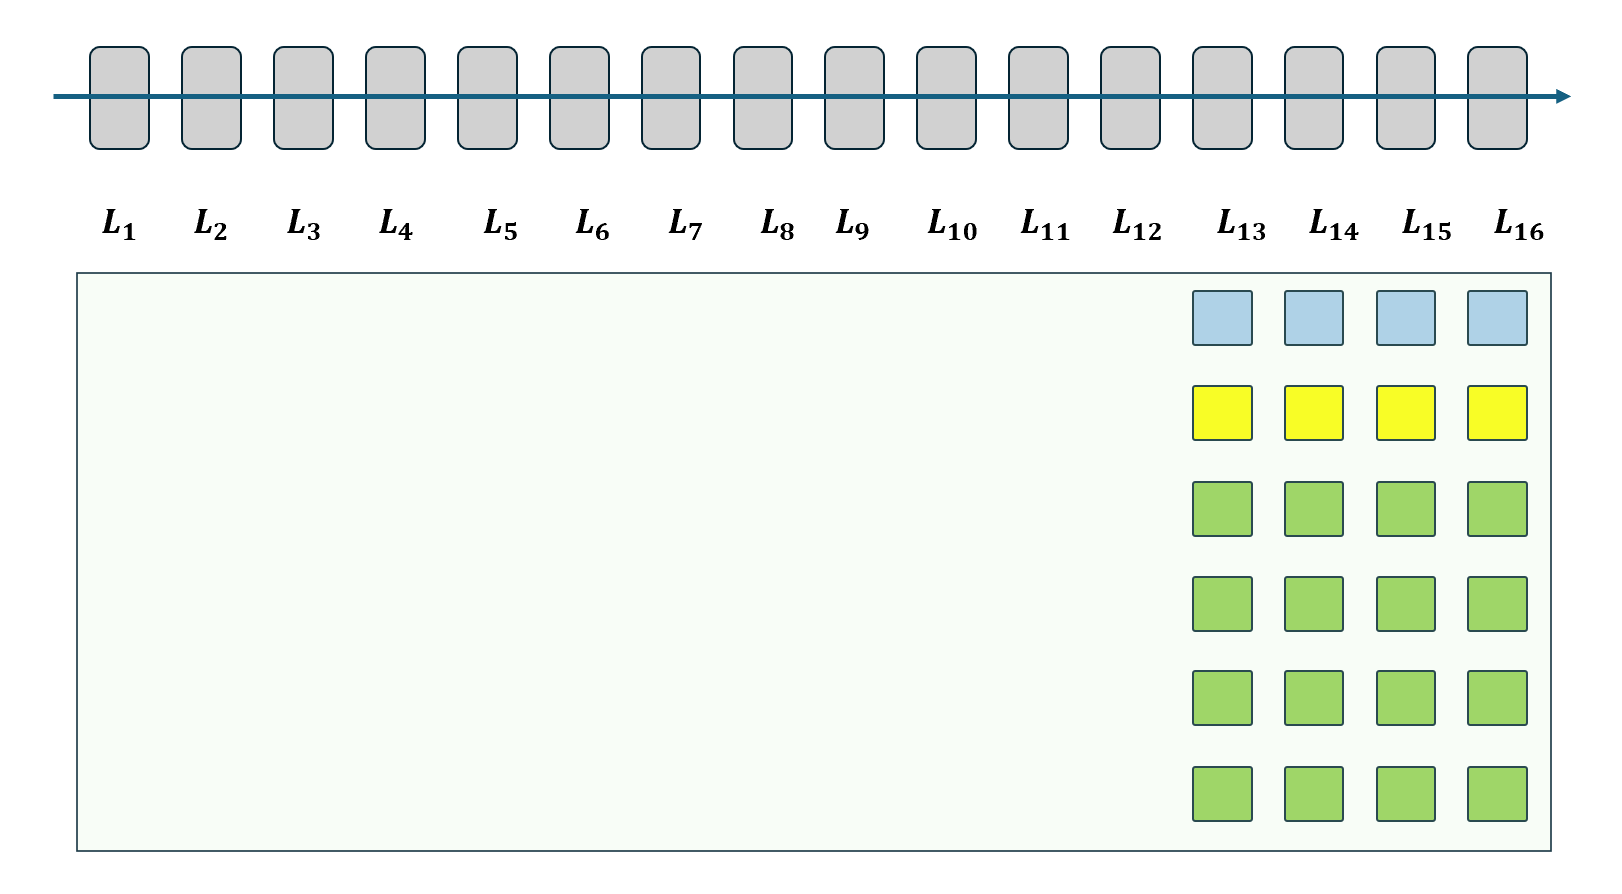 L₁ L₂ L₃ L₄ L₅ L₆ L₇ L₈ L₉ L₁₀ L₁₁ L₁₂ L₁₃ L₁₄ L₁₅ L₁₆